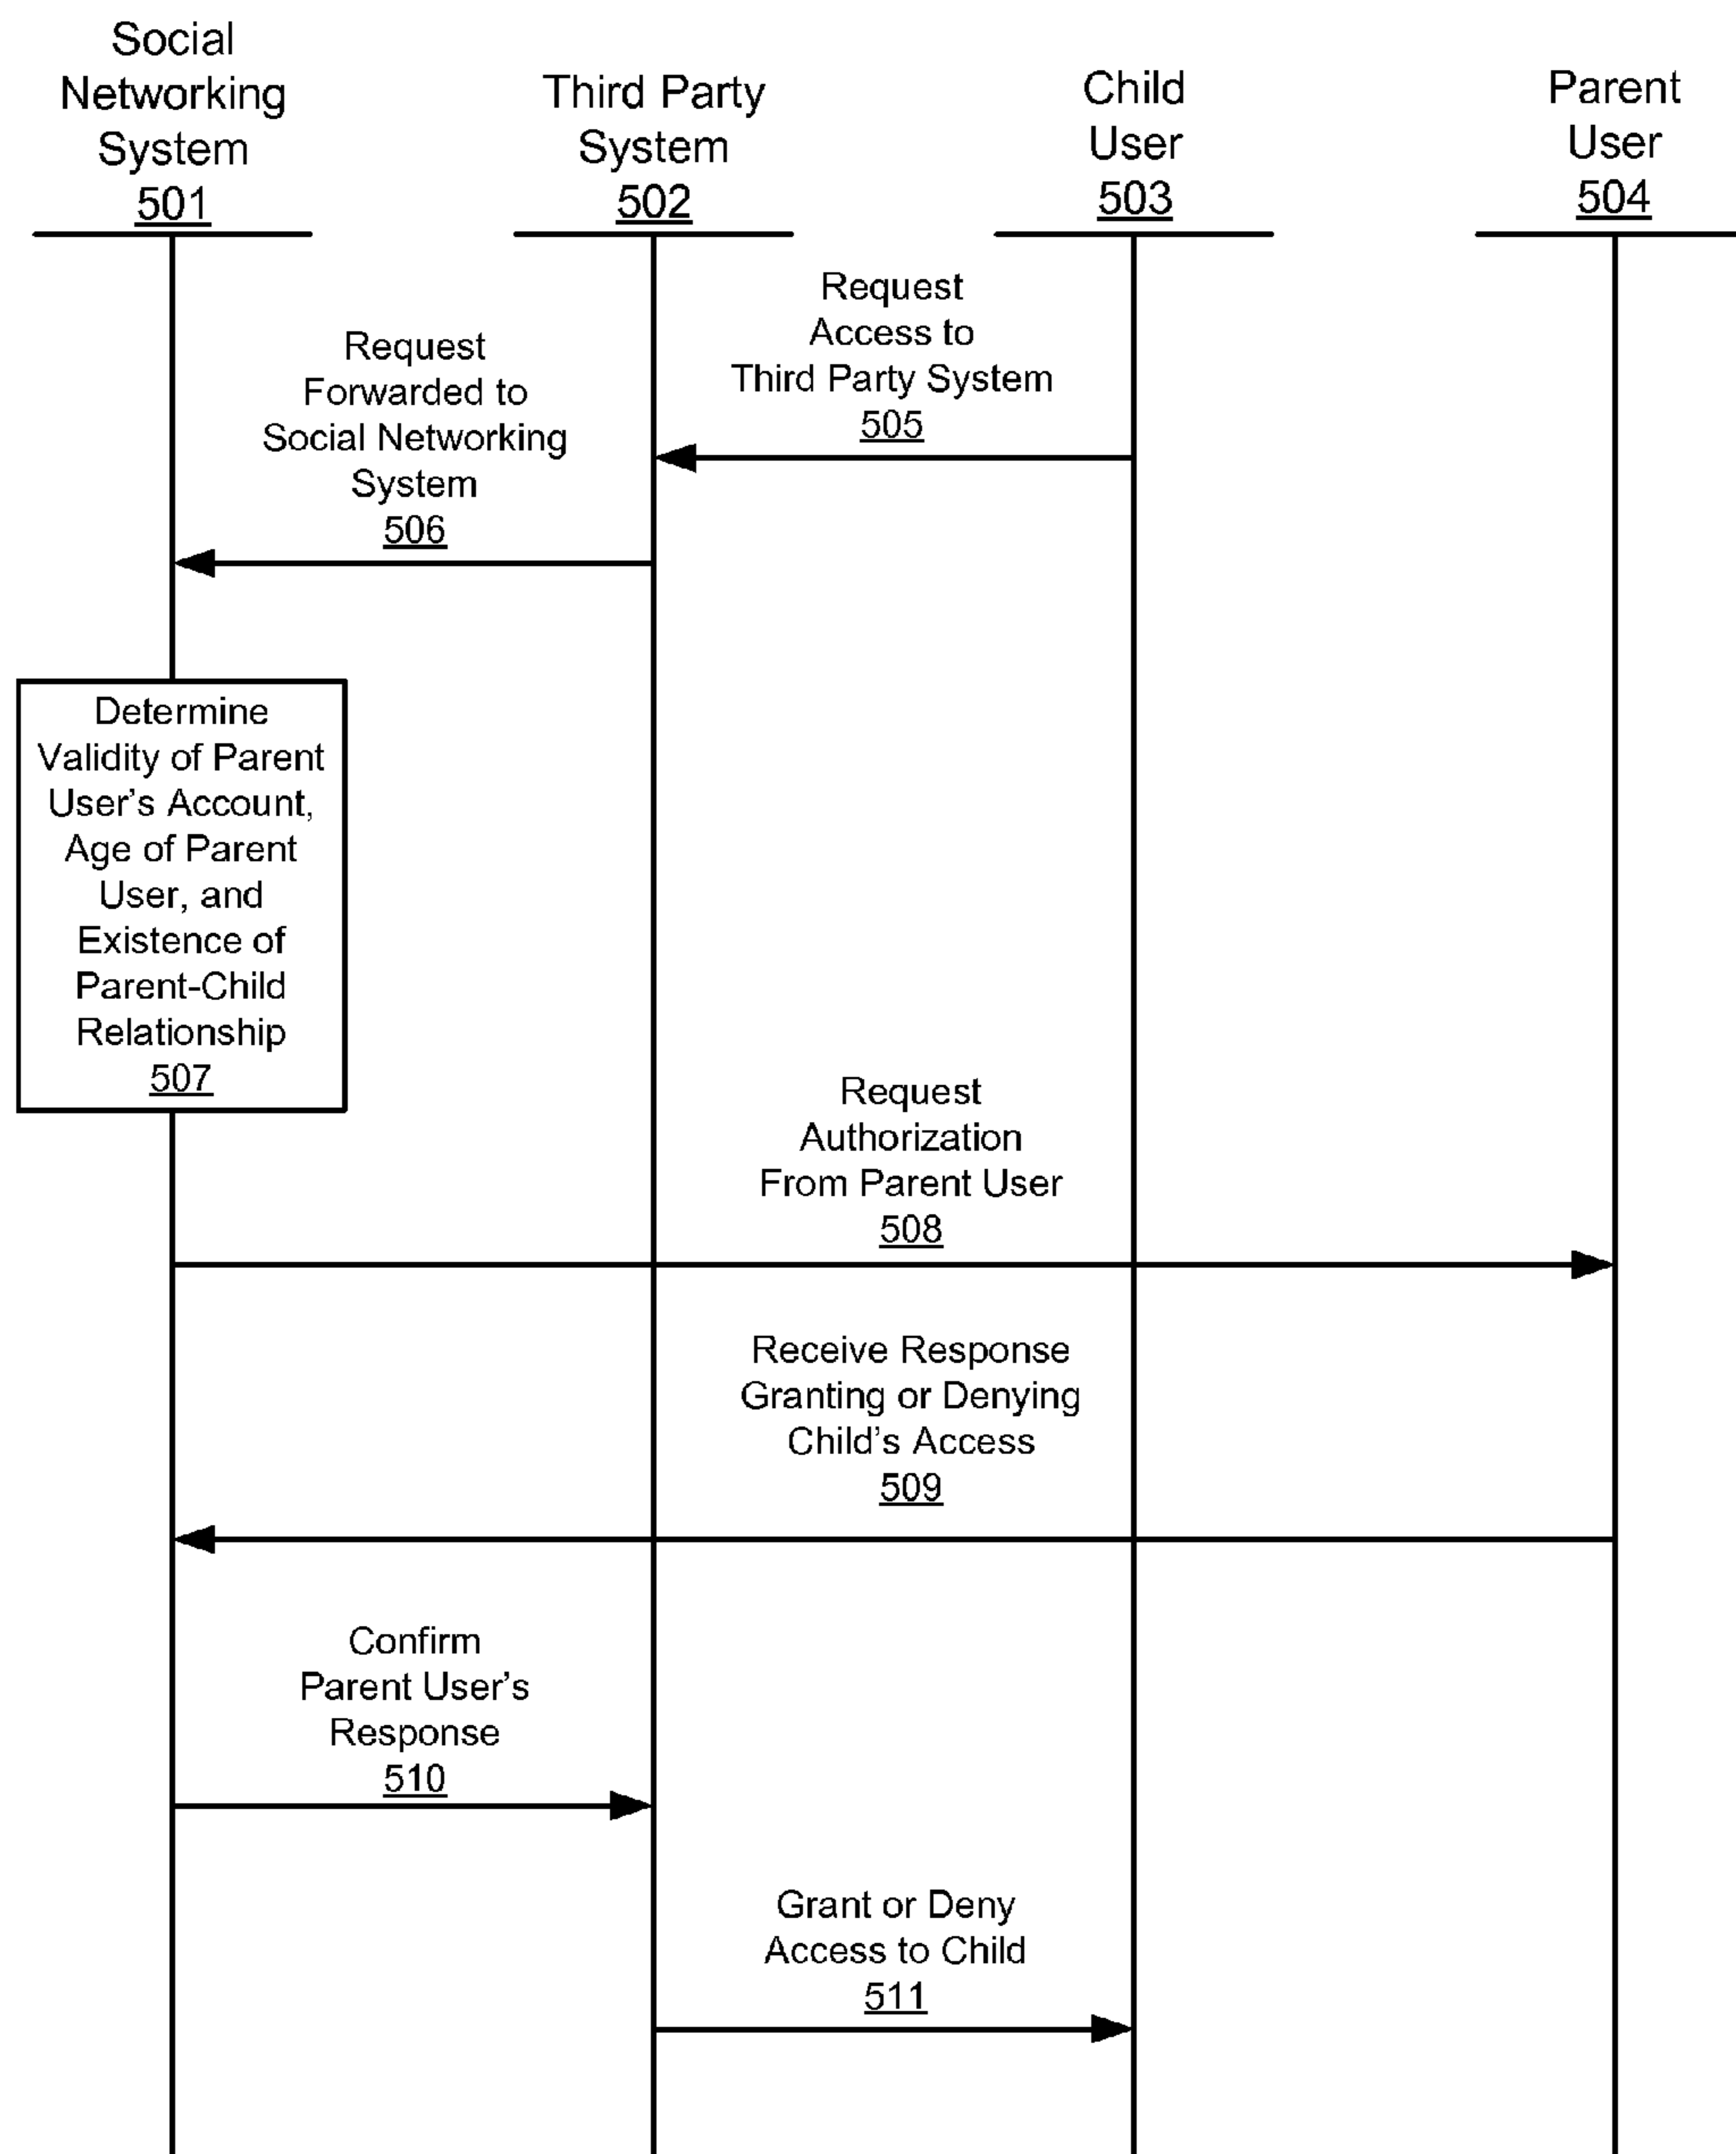 Social
Networking
System
501
Third Party
System
502
Child
User
503
Parent
User
504
Request
Access to
Third Party System
505
Request
Forwarded to
Social Networking
System
506
Determine
Validity of Parent
User's Account,
Age of Parent
User, and
Existence of
Parent-Child
Relationship
507
Request
Authorization
From Parent User
508
Receive Response
Granting or Denying
Child's Access
509
Confirm
Parent User's
Response
510
Grant or Deny
Access to Child
511